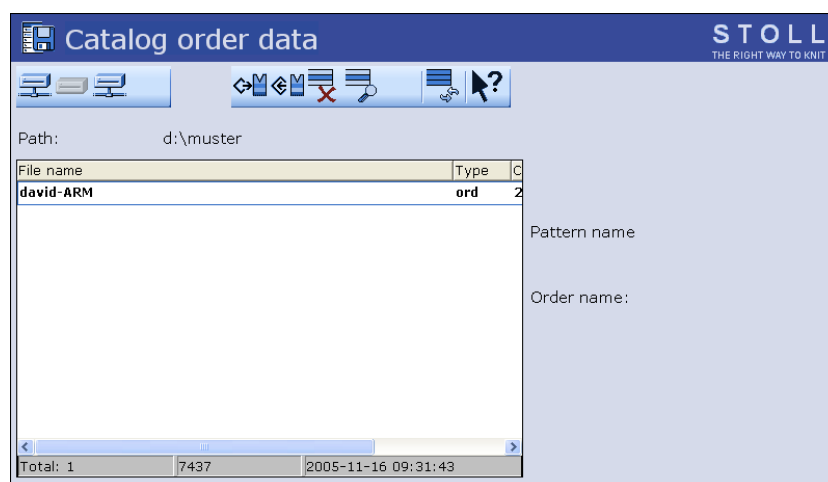 Catalog order data
STOLL
THE RIGHT WAY TO KNIT
?
Path: d:\muster
File name Type C
david-ARM ord 2
Pattern name
Order name:
Total: 1 7437 2005-11-16 09:31:43